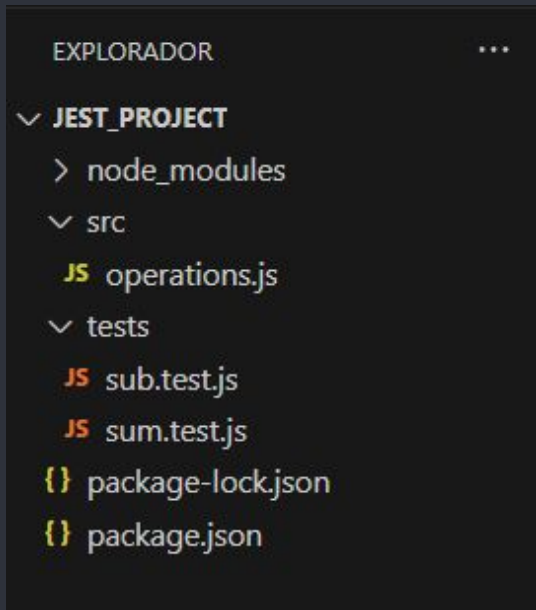 EXPLORADOR ...
JEST_PROJECT
node_modules
src
JS operations.js
tests
JS sub.test.js
JS sum.test.js
{} package-lock.json
{} package.json